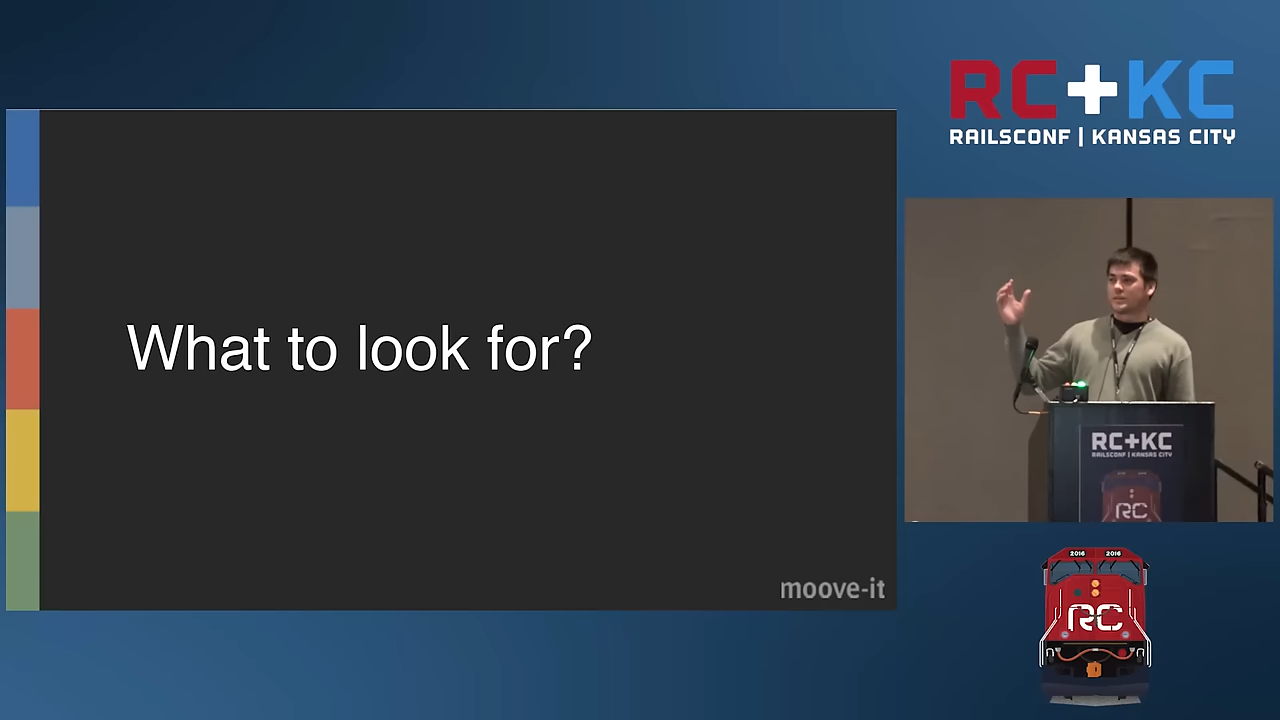 RC+KC
RAILSCONF | KANSAS CITY
What to look for?
moove-it
RC+KC
RAILSCONF | KANSAS CITY
RC
2016 2016
RC